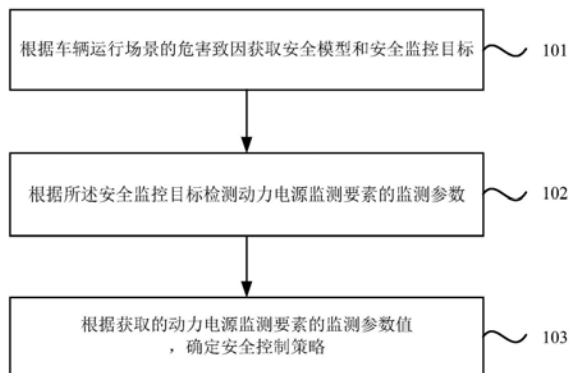 根据车辆运行场景的危害致因获取安全模型和安全监控目标
101
根据所述安全监控目标检测动力电源监测要素的监测参数
102
根据获取的动力电源监测要素的监测参数值
，确定安全控制策略
103